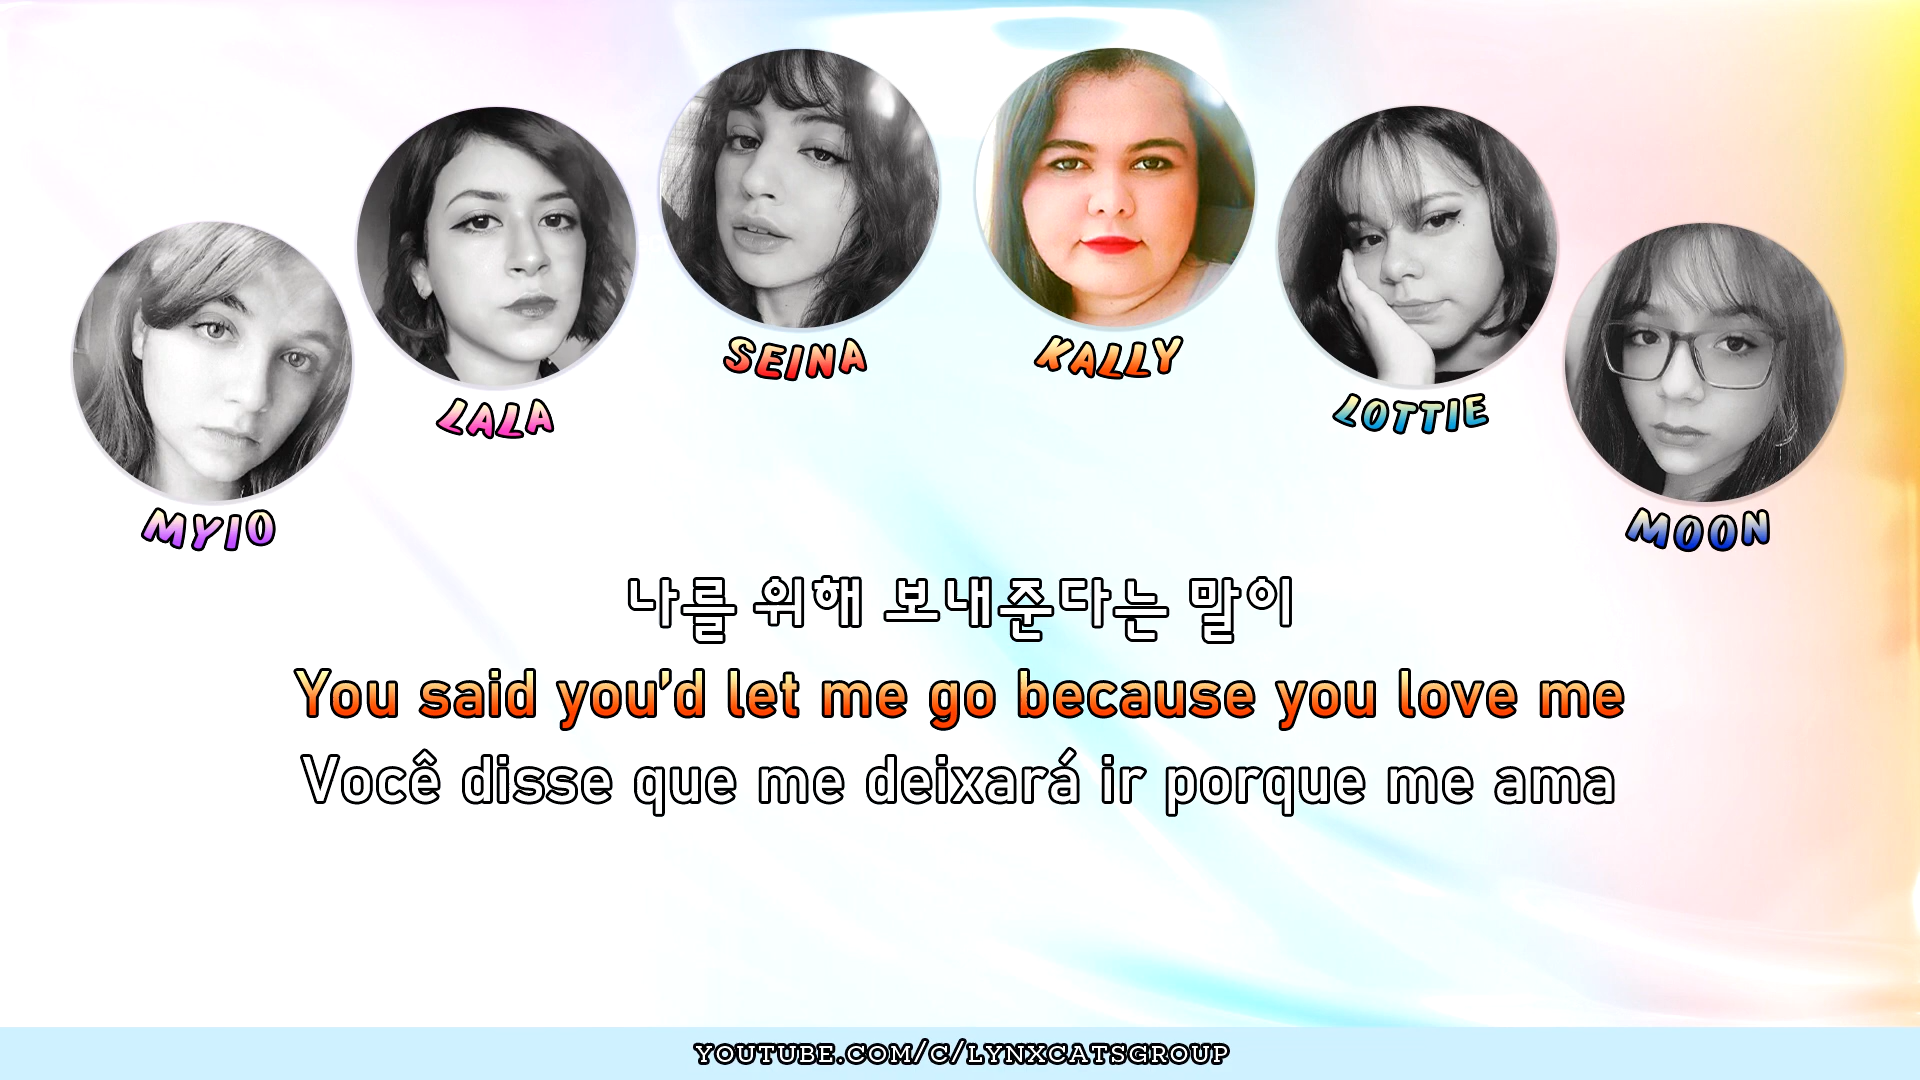 SEINA
KALLY
LALA
LOTTIE
MYIO
MOON
나를 위해 보내준다는 말이
You said you'd let me go because you love me
Você disse que me deixará ir porque me ama
YOUTUBE.COM/C/LYNXCATSGROUP